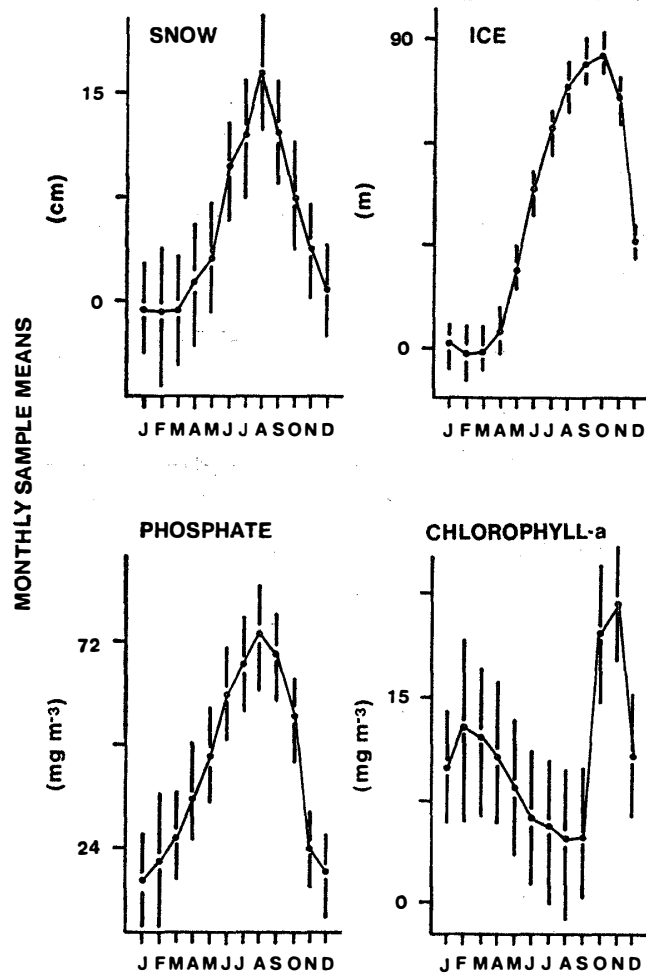 SNOW
15
0
(cm)
J F M A M J J A S O N D
ICE
90
0
(m)
J F M A M J J A S O N D
MONTHLY SAMPLE MEANS
PHOSPHATE
72
24
(mg m-3)
J F M A M J J A S O N D
CHLOROPHYLL-a
15
0
(mg m-3)
J F M A M J J A S O N D